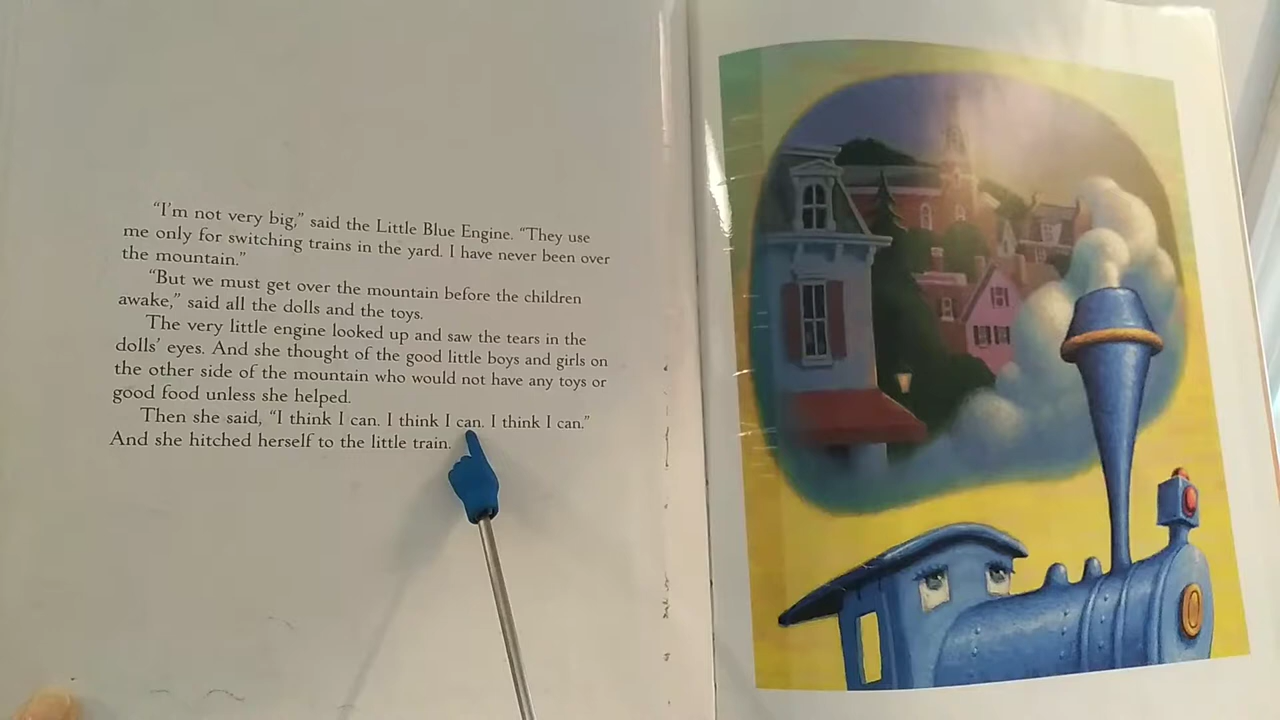 “I’m not very big,” said the Little Blue Engine. “They use
me only for switching trains in the yard. I have never been over
the mountain.”
“But we must get over the mountain before the children
awake,” said all the dolls and the toys.
The very little engine looked up and saw the tears in the
dolls’ eyes. And she thought of the good little boys and girls on
the other side of the mountain who would not have any toys or
good food unless she helped.
Then she said, “I think I can. I think I can. I think I can.”
And she hitched herself to the little train.